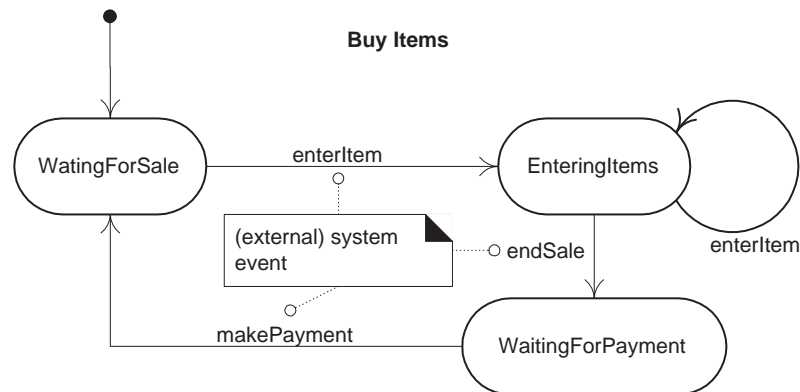 Buy Items
WatingForSale
enterItem
EnteringItems
enterItem
(external) system
event
endSale
makePayment
WaitingForPayment